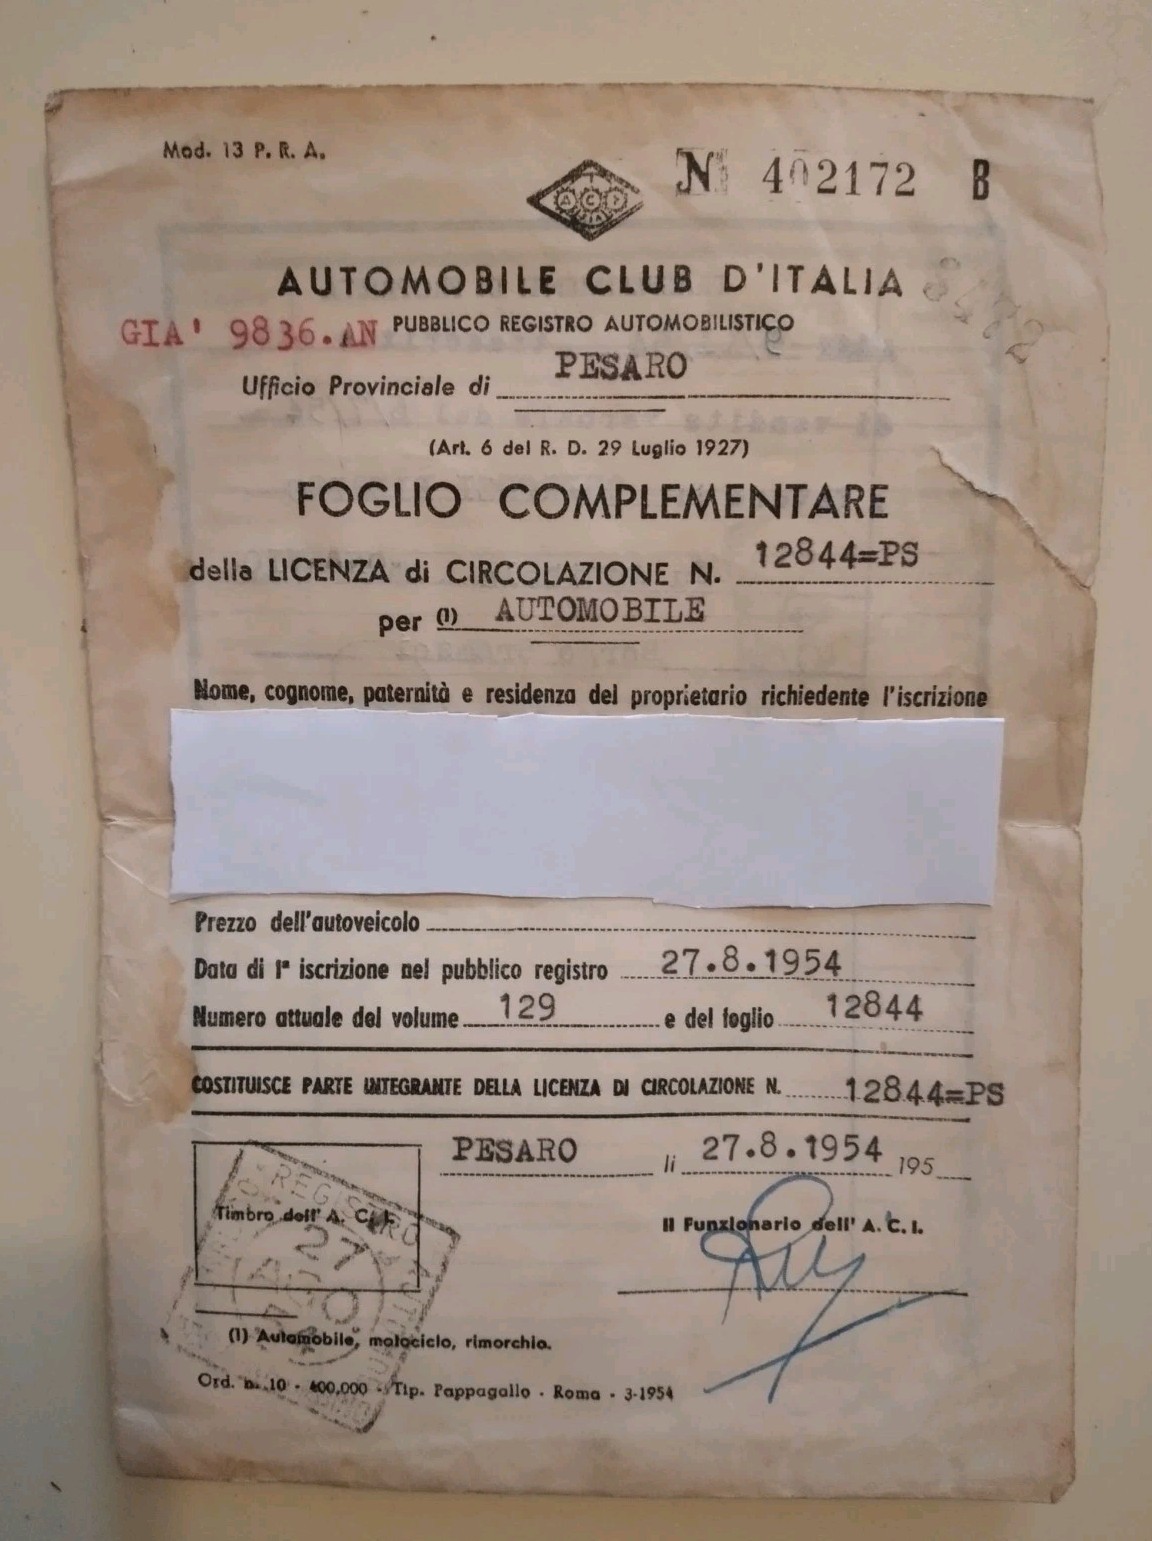 Mod. 13 P. R. A.
N 402172 B
A C I
AUTOMOBILE CLUB D'ITALIA
GIA' 9836.AN
PUBBLICO REGISTRO AUTOMOBILISTICO
Ufficio Provinciale di PESARO
(Art. 6 del R. D. 29 Luglio 1927)
FOGLIO COMPLEMENTARE
della LICENZA di CIRCOLAZIONE N. 12844=PS
per (1) AUTOMOBILE
Nome, cognome, paternità e residenza del proprietario richiedente l'iscrizione
Prezzo dell'autoveicolo
Data di 1ª iscrizione nel pubblico registro 27.8.1954
Numero attuale del volume 129 e del foglio 12844
COSTITUISCE PARTE INTEGRANTE DELLA LICENZA DI CIRCOLAZIONE N. 12844=PS
PESARO li 27.8.1954 195
Timbro dell' A. C. I.
REGISTRO
27
Il Funzionario dell' A. C. I.
(1) Automobile, motociclo, rimorchio.
Ord. n. 10 - 400,000 - Tip. Pappagallo - Roma - 3-1954